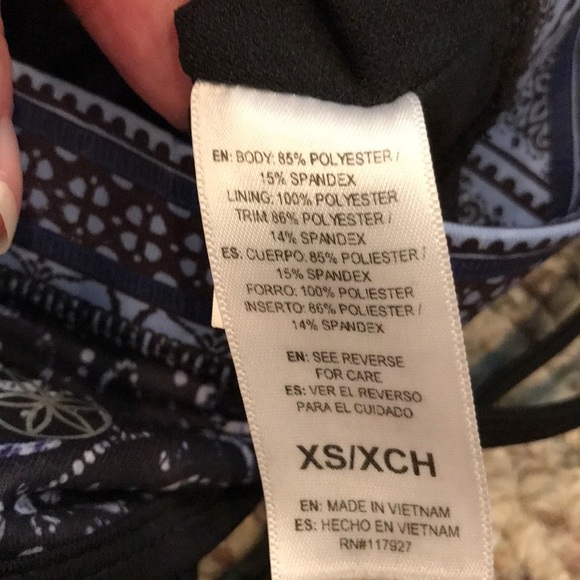 EN: BODY: 85% POLYESTER /
15% SPANDEX
LINING: 100% POLYESTER
TRIM: 86% POLYESTER /
14% SPANDEX
ES: CUERPO: 85% POLIESTER /
15% SPANDEX
FORRO: 100% POLIESTER
INSERTO: 86% POLIESTER /
14% SPANDEX
EN: SEE REVERSE
FOR CARE
ES: VER EL REVERSO
PARA EL CUIDADO
XS/XCH
EN: MADE IN VIETNAM
ES: HECHO EN VIETNAM
RN#117927